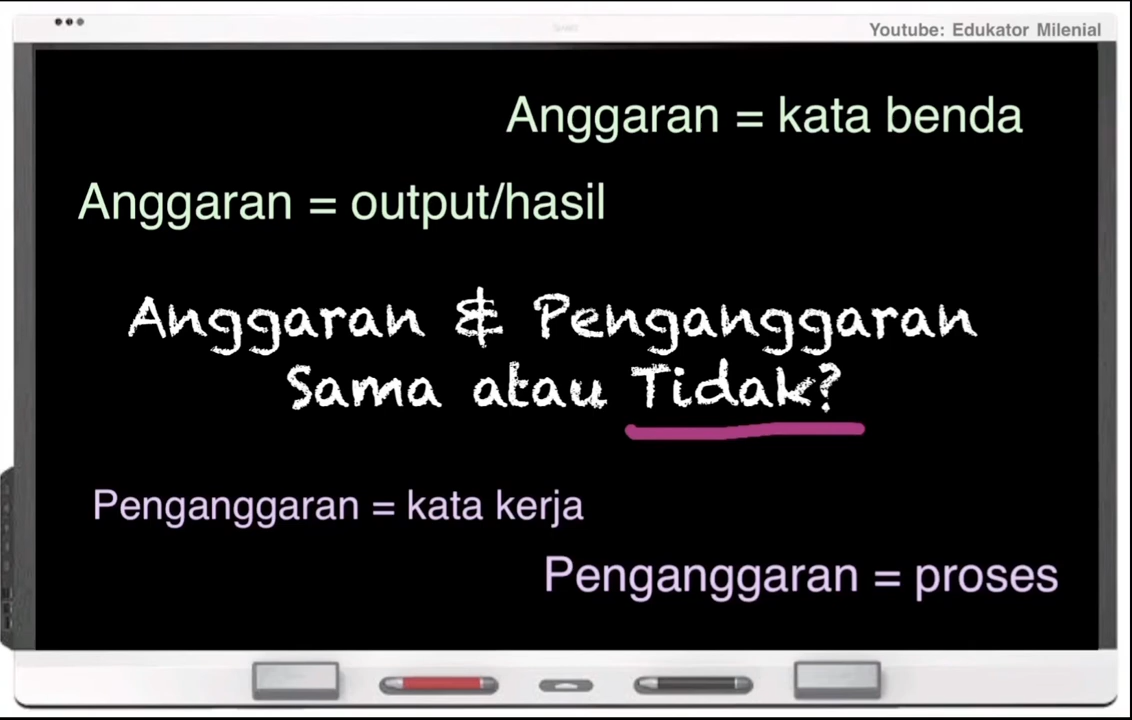 Youtube: Edukator Milenial
Anggaran = kata benda
Anggaran = output/hasil
Anggaran & Penganggaran
Sama atau Tidak?
Penganggaran = kata kerja
Penganggaran = proses